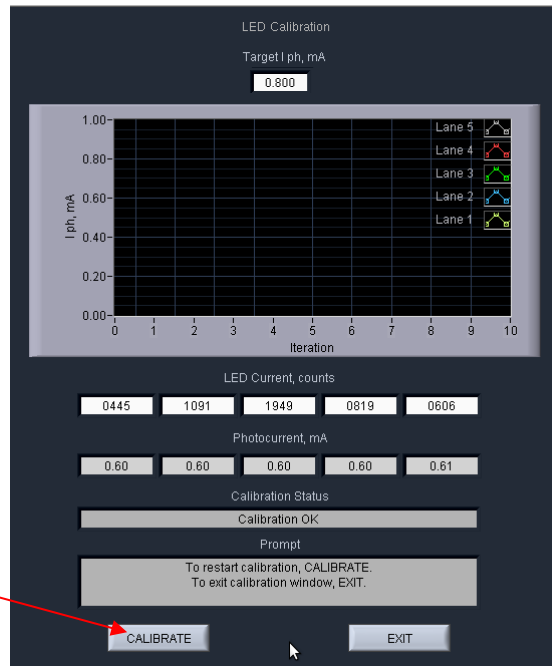 LED Calibration
Target I ph, mA
0.800
1.00
0.80
0.60
0.40
0.20
0.00
I ph, mA
0 1 2 3 4 5 6 7 8 9 10
Iteration
Lane 5
Lane 4
Lane 3
Lane 2
Lane 1
LED Current, counts
0445 1091 1949 0819 0606
Photocurrent, mA
0.60 0.60 0.60 0.60 0.61
Calibration Status
Calibration OK
Prompt
To restart calibration, CALIBRATE.
To exit calibration window, EXIT.
CALIBRATE EXIT